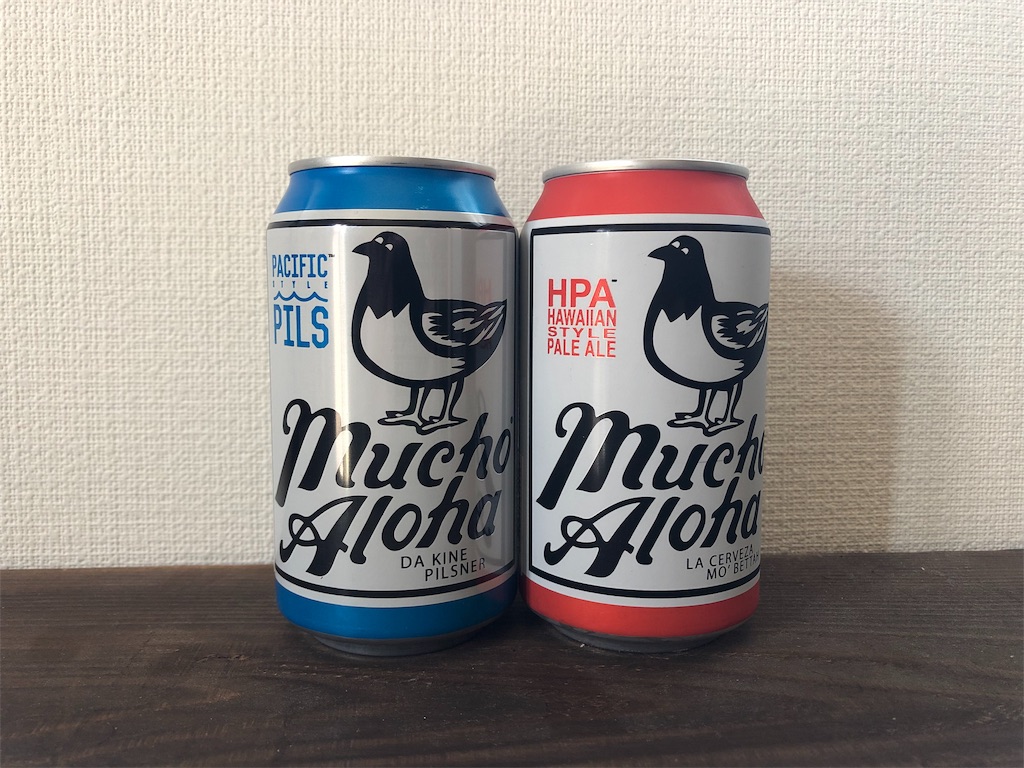 PACIFIC™
STYLE
PILS
Mucho
Aloha
DA KINE
PILSNER
HPA™
HAWAIIAN
STYLE
PALE ALE
Mucho
Aloha
LA CERVEZA
MO' BETTAH